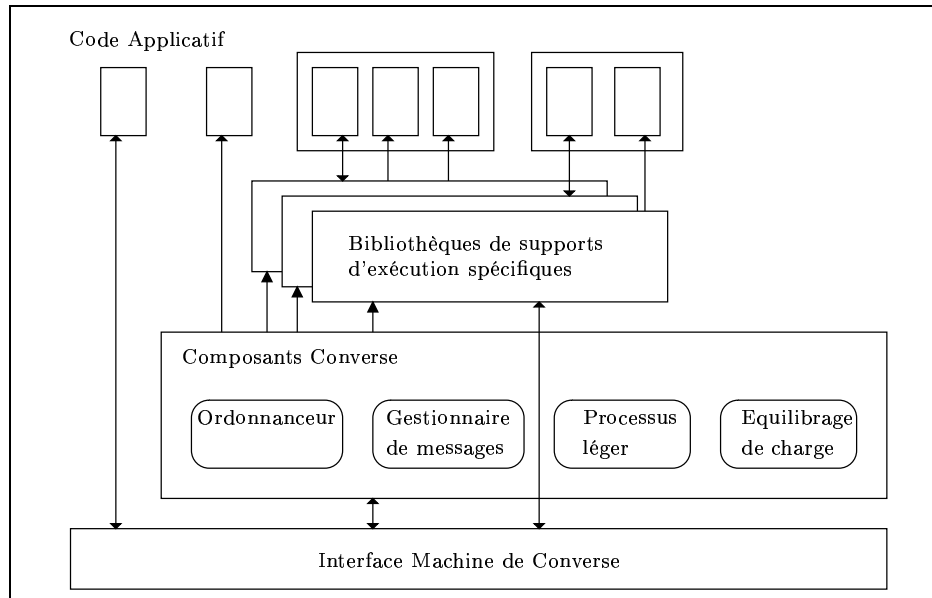 Code Applicatif
Bibliothèques de supports
d'exécution spécifiques
Composants Converse
Ordonnanceur
Gestionnaire
de messages
Processus
léger
Equilibrage
de charge
Interface Machine de Converse